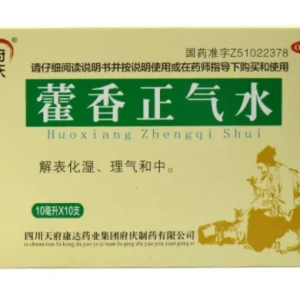 国药准字Z51022378
请仔细阅读说明书并按说明使用或在药师指导下购买和使用
藿香正气水
Huoxiang Zhengqi Shui
解表化湿、理气和中。
10毫升X10支
四川天府康达药业集团府庆制药有限公司